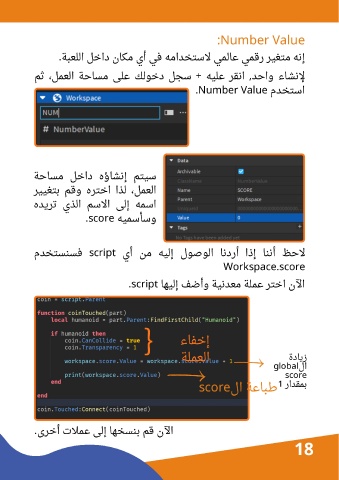 Number Value:
إنه متغير رقمي عالمي لاستخدامه في أي مكان داخل اللعبة.
لإنشاء واحد, انقر عليه + سجل دخولك على مساحة العمل, ثم
استخدم Number Value.
Workspace
NUM
# NumberValue
سيتم إنشاؤه داخل مساحة
العمل, لذا اختره وقم بتغيير
اسمه إلى الاسم الذي تريده
وسأسميه score.
Data
Archivable
Name SCORE
Parent Workspace
Value 0
Tags +
لاحظ أننا إذا أردنا الوصول إليه من أي script فسنستخدم
Workspace.score
الآن اختر عملة معدنية وأضف إليها script.
coin = script.Parent
function coinTouched(part)
local humanoid = part.Parent:FindFirstChild("Humanoid")
if humanoid then
coin.CanCollide = true
coin.Transparency = 1
workspace.score.Value = workspace.score.Value + 1
print(workspace.score.Value)
end
end
coin.Touched:Connect(coinTouched)
إخفاء
العملة
زيادة
الglobal
score
بمقدار 1
طباعة الscore
الآن قم بنسخها إلى عملات أخرى.
18